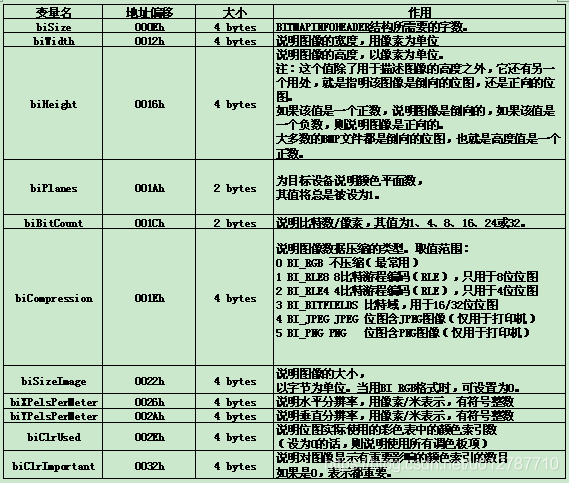 变量名 地址偏移 大小 作用
biSize 000Eh 4 bytes BITMAPINFOHEADER结构所需要的字数。
biWidth 0012h 4 bytes 说明图像的宽度，用像素为单位
biHeight 0016h 4 bytes 说明图像的高度，以像素为单位。
注：这个值除了用于描述图像的高度之外，它还有另一
个用处，就是指明该图像是倒向的位图，还是正向的位
图。
如果该值是一个正数，说明图像是倒向的，如果该值是
一个负数，则说明图像是正向的。
大多数的BMP文件都是倒向的位图，也就是高度值是一个
正数。
biPlanes 001Ah 2 bytes 为目标设备说明颜色平面数，
其值将总是被设为1。
biBitCount 001Ch 2 bytes 说明比特数/像素，其值为1、4、8、16、24或32。
biCompression 001Eh 4 bytes 说明图像数据压缩的类型。取值范围：
0 BI_RGB 不压缩（最常用）
1 BI_RLE8 8比特游程编码（RLE），只用于8位位图
2 BI_RLE4 4比特游程编码（RLE），只用于4位位图
3 BI_BITFIELDS 比特域，用于16/32位位图
4 BI_JPEG JPEG 位图含JPEG图像（仅用于打印机）
5 BI_PNG PNG 位图含PNG图像（仅用于打印机）
biSizeImage 0022h 4 bytes 说明图像的大小，
以字节为单位。当用BI_RGB格式时，可设置为0。
biXPelsPerMeter 0026h 4 bytes 说明水平分辨率，用像素/米表示，有符号整数
biYPelsPerMeter 002Ah 4 bytes 说明垂直分辨率，用像素/米表示，有符号整数
biClrUsed 002Eh 4 bytes 说明位图实际使用的彩色表中的颜色索引数
（设为0的话，则说明使用所有调色板项）
biClrImportant 0032h 4 bytes 说明对图像显示有重要影响的颜色索引的数目
如果是0，表示都重要。